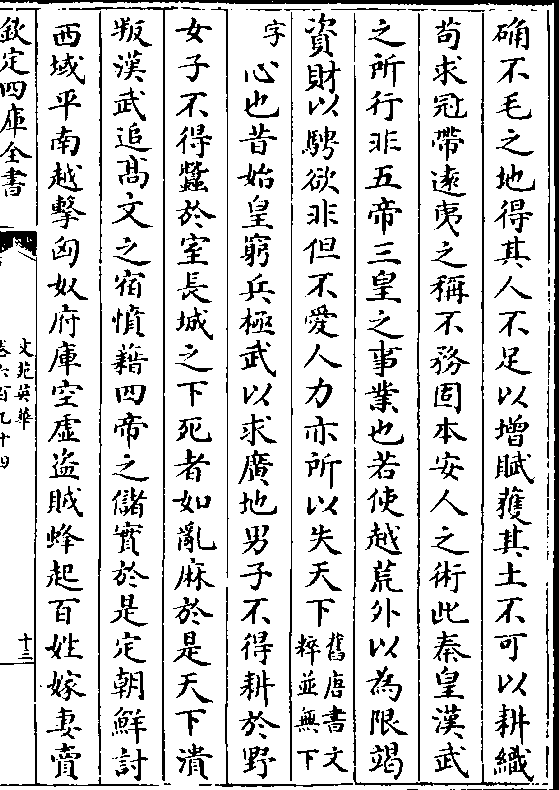 确不毛之地得其人不足以增賦獲其土不可以耕織
苟求冠帶遠夷之稱不務固本安人之術此秦皇漢武
之所行非五帝三皇之事業也若使越荒外以為限竭
資財以騁欲非但不愛人力亦所以失天下舊唐書文粹並無下
字心也昔始皇窮兵極武以求廣地男子不得耕於野
女子不得蠶於室長城之下死者如亂麻於是天下潰
叛漢武追高文之宿憤藉四帝之儲實於是定朝鮮討
西域平南越擊匈奴府庫空虛盜賊蜂起百姓嫁妻賣
欽定四庫全書
文苑英華
卷六百九十四
十三